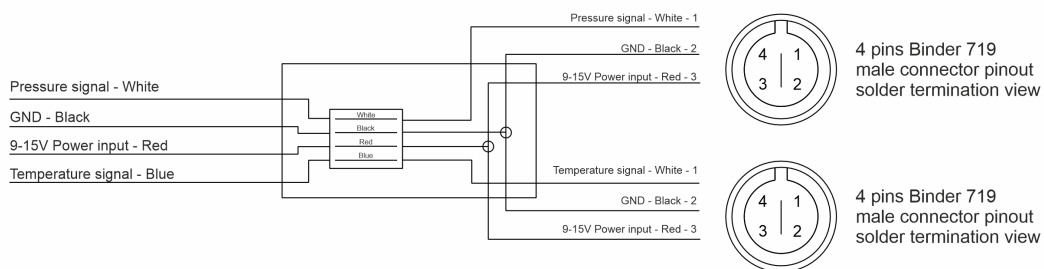 Pressure signal - White - 1
GND - Black - 2
9-15V Power input - Red - 3
4 1
3 2
4 pins Binder 719
male connector pinout
solder termination view
Pressure signal - White
GND - Black
9-15V Power input - Red
Temperature signal - Blue
White
Black
Red
Blue
Temperature signal - White - 1
GND - Black - 2
9-15V Power input - Red - 3
4 1
3 2
4 pins Binder 719
male connector pinout
solder termination view